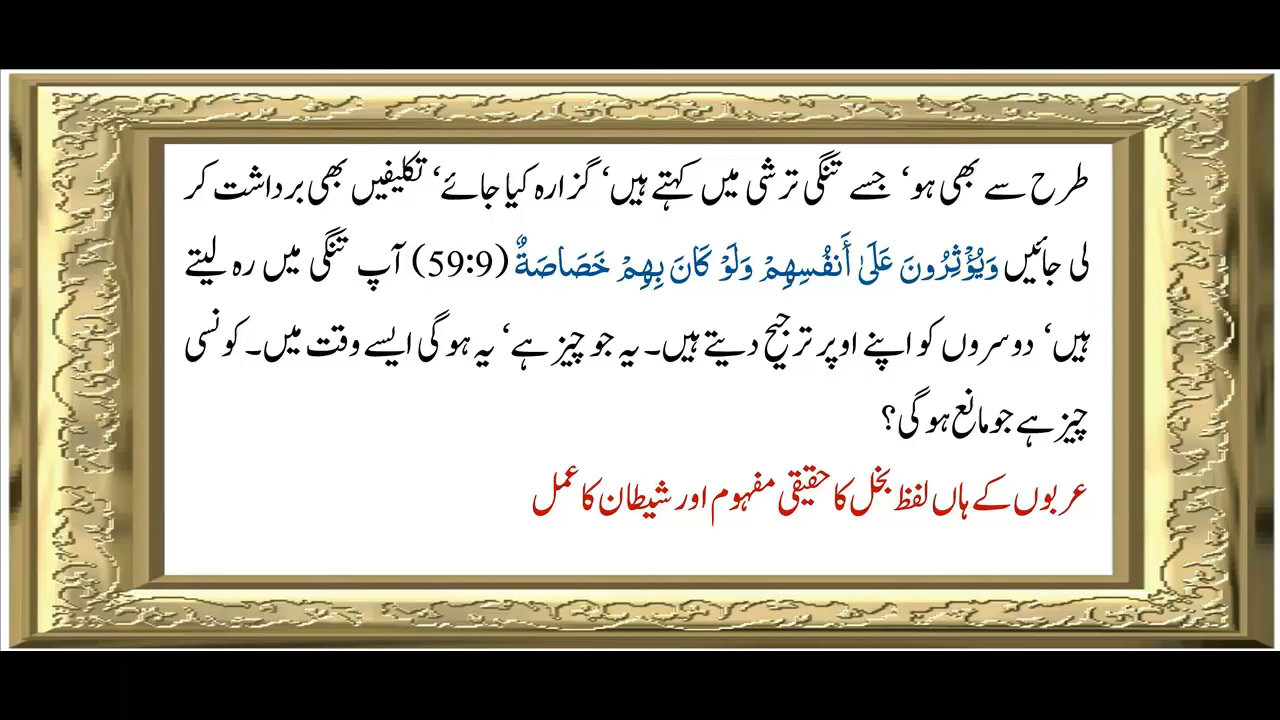 طرح سے بھی ہو‘ جسے تنگی ترشی میں کہتے ہیں‘ گزارہ کیا جائے‘ تکلیفیں بھی برداشت کر
لی جائیں وَيُؤْثِرُونَ عَلَىٰ أَنفُسِهِمْ وَلَوْ كَانَ بِهِمْ خَصَاصَةٌ (59:9) آپ تنگی میں رہ لیتے
ہیں‘ دوسروں کو اپنے اوپر ترجیح دیتے ہیں۔ یہ جو چیز ہے‘ یہ ہوگی ایسے وقت میں۔ کونسی
چیز ہے جو مانع ہوگی؟
عربوں کے ہاں لفظ بخل کا حقیقی مفہوم اور شیطان کا عمل